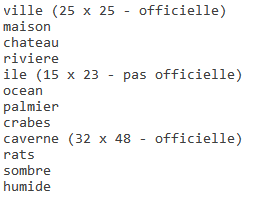 ville (25 x 25 - officielle)
maison
chateau
riviere
ile (15 x 23 - pas officielle)
ocean
palmier
crabes
caverne (32 x 48 - officielle)
rats
sombre
humide